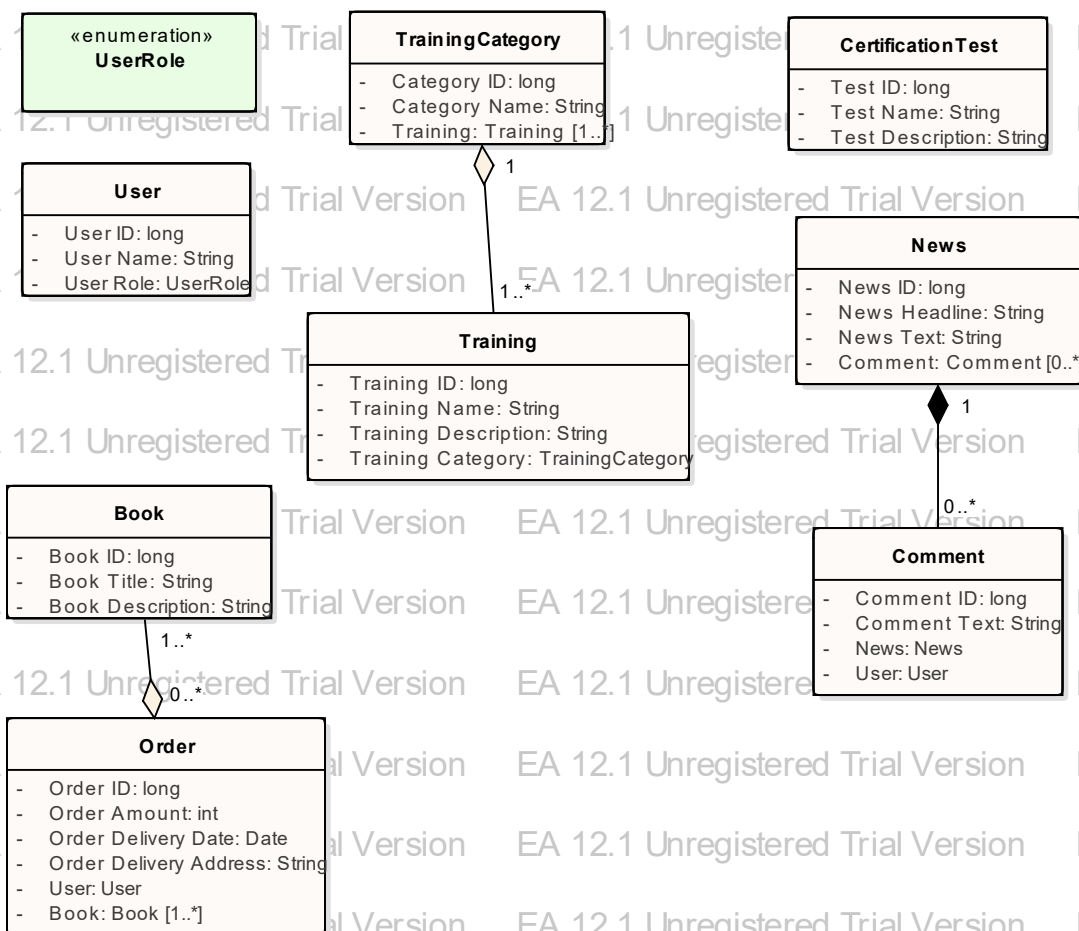 «enumeration»
UserRole
TrainingCategory
- Category ID: long
- Category Name: String
- Training: Training [1..*]
1
CertificationTest
- Test ID: long
- Test Name: String
- Test Description: String
User
- User ID: long
- User Name: String
- User Role: UserRole
1..*
News
- News ID: long
- News Headline: String
- News Text: String
- Comment: Comment [0..*
1
0..*
Training
- Training ID: long
- Training Name: String
- Training Description: String
- Training Category: TrainingCategory
Book
- Book ID: long
- Book Title: String
- Book Description: String
1..*
0..*
Comment
- Comment ID: long
- Comment Text: String
- News: News
- User: User
Order
- Order ID: long
- Order Amount: int
- Order Delivery Date: Date
- Order Delivery Address: String
- User: User
- Book: Book [1..*]
EA 12.1 Unregistered Trial Version